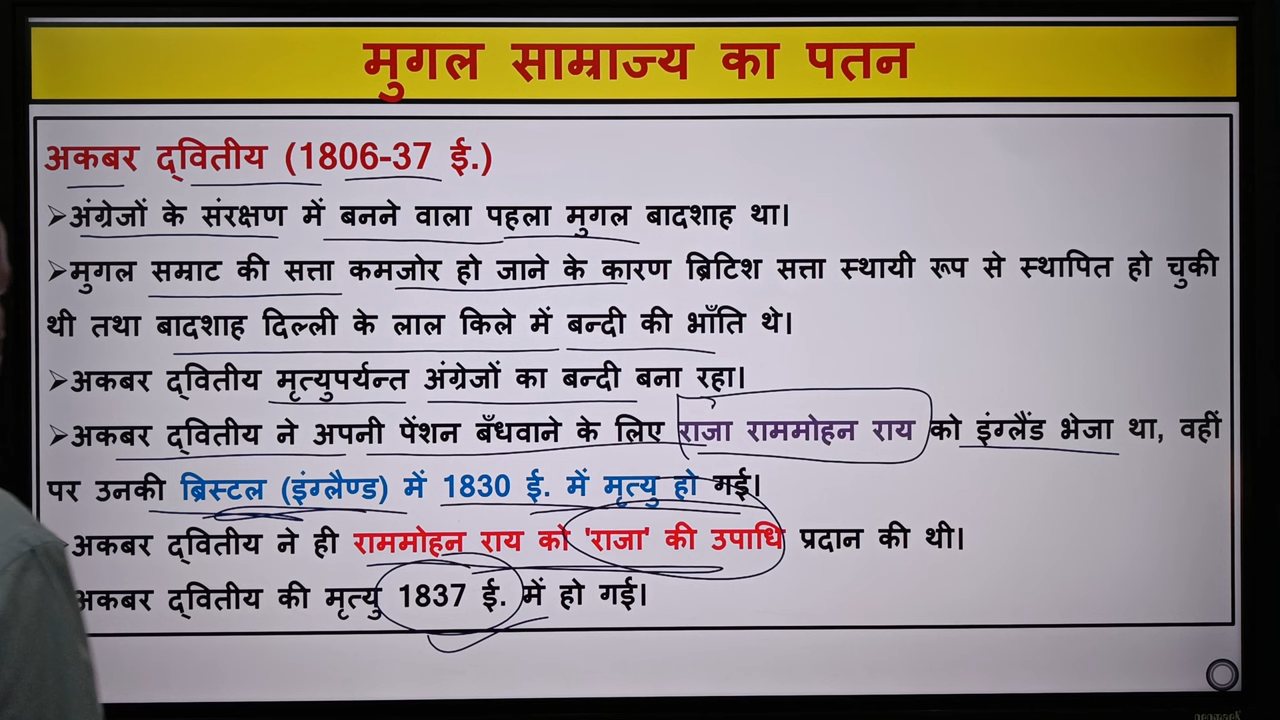 मुगल साम्राज्य का पतन
अकबर द्वितीय (1806-37 ई.)
➢अंग्रेजों के संरक्षण में बनने वाला पहला मुगल बादशाह था।
➢मुगल सम्राट की सत्ता कमजोर हो जाने के कारण ब्रिटिश सत्ता स्थायी रूप से स्थापित हो चुकी
थी तथा बादशाह दिल्ली के लाल किले में बन्दी की भाँति थे।
➢अकबर द्वितीय मृत्युपर्यन्त अंग्रेजों का बन्दी बना रहा।
➢अकबर द्वितीय ने अपनी पेंशन बँधवाने के लिए राजा राममोहन राय को इंग्लैंड भेजा था, वहीं
पर उनकी ब्रिस्टल (इंग्लैण्ड) में 1830 ई. में मृत्यु हो गई।
अकबर द्वितीय ने ही राममोहन राय को 'राजा' की उपाधि प्रदान की थी।
अकबर द्वितीय की मृत्यु 1837 ई. में हो गई।